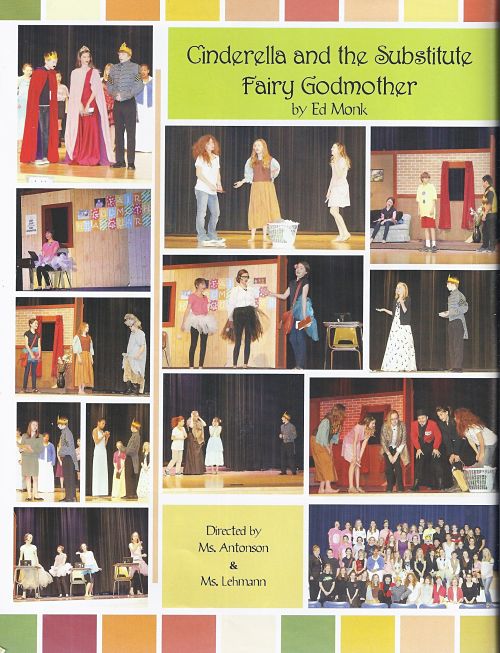 Cinderella and the Substitute
Fairy Godmother
by Ed Monk
Directed by
Ms. Antonson
&
Ms. Lehmann